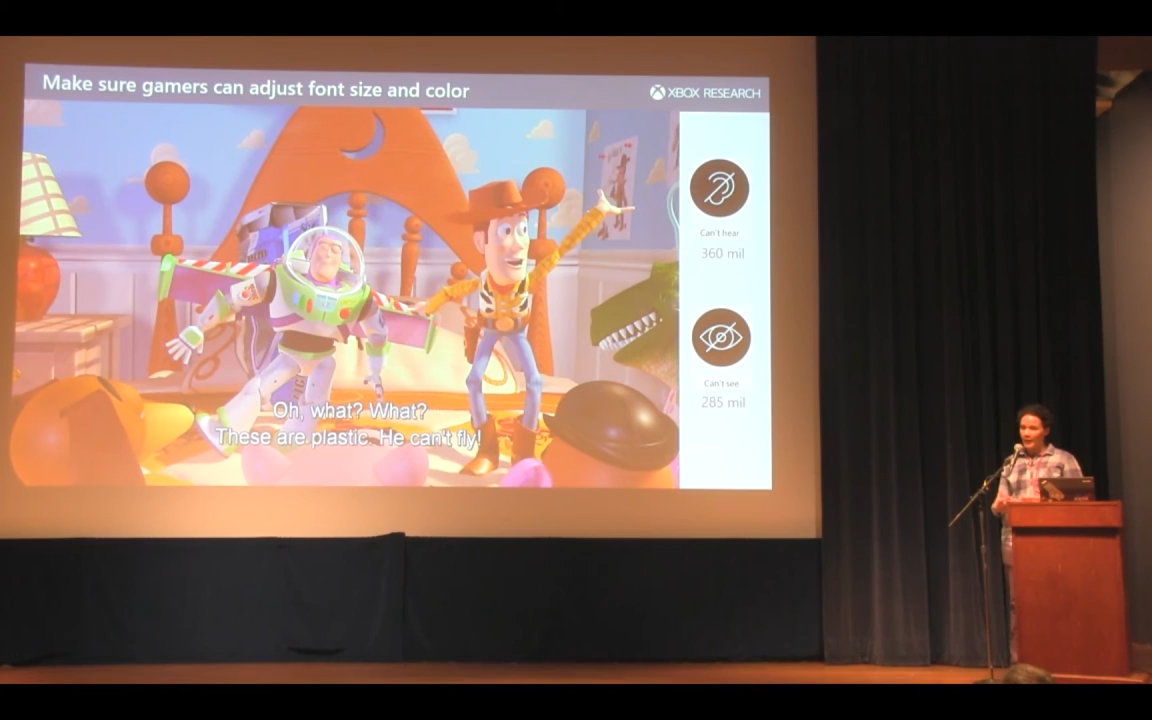 Make sure gamers can adjust font size and color
XBOX RESEARCH
Can't hear
360 mil
Can't see
285 mil
Oh, what? What?
These are plastic. He can't fly!